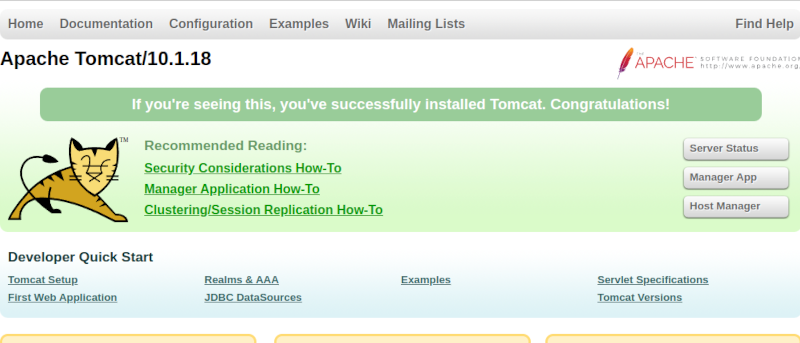 Home Documentation Configuration Examples Wiki Mailing Lists Find Help
Apache Tomcat/10.1.18
THE
APACHE
SOFTWARE FOUNDATION
http://www.apache.org
If you're seeing this, you've successfully installed Tomcat. Congratulations!
TM
Recommended Reading:
Security Considerations How-To
Manager Application How-To
Clustering/Session Replication How-To
Server Status
Manager App
Host Manager
Developer Quick Start
Tomcat Setup
First Web Application
Realms & AAA
JDBC DataSources
Examples
Servlet Specifications
Tomcat Versions